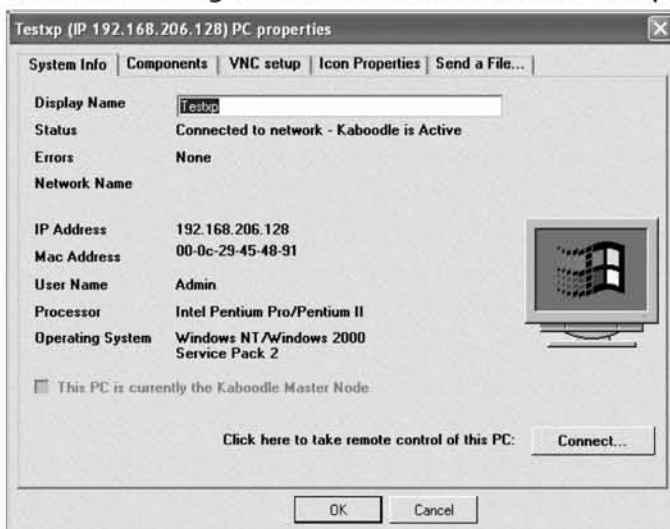 Testxp (IP 192.168.206.128) PC properties
System Info Components VNC setup Icon Properties Send a File...
Display Name Testxp
Status Connected to network - Kaboodle is Active
Errors None
Network Name
IP Address 192.168.206.128
Mac Address 00-0c-29-45-48-91
User Name Admin
Processor Intel Pentium Pro/Pentium II
Operating System Windows NT/Windows 2000
Service Pack 2
This PC is currently the Kaboodle Master Node
Click here to take remote control of this PC: Connect...
OK Cancel